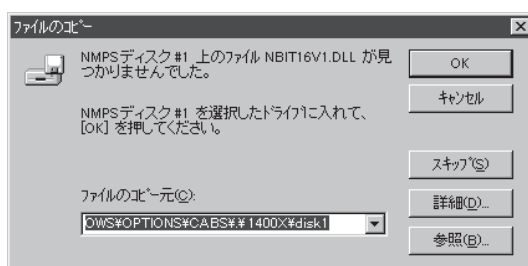 ファイルのコピー
NMPSディスク#1 上のファイル NBIT16V1.DLL が見
つかりませんでした。
NMPSディスク#1 を選択したドライブに入れて、
[OK] を押してください。
ファイルのコピー元(C):
OWS¥OPTIONS¥CABS¥.¥1400X¥disk1
OK
キャンセル
スキップ(S)
詳細(D)...
参照(B)...